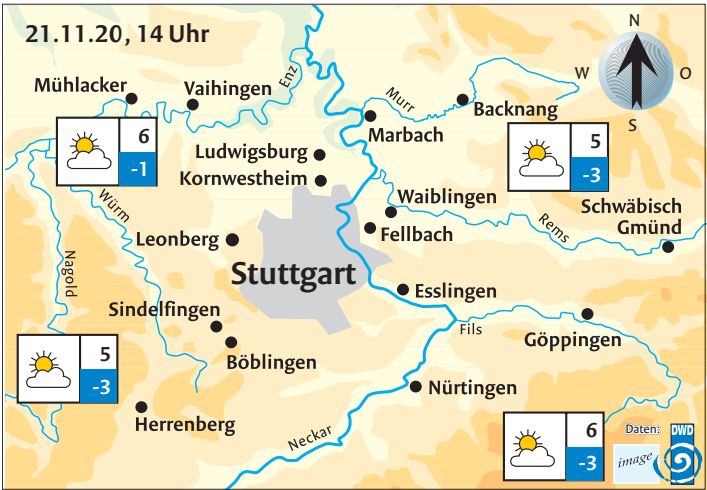 21.11.20, 14 Uhr
N
W
O
S
Enz
Mühlacker
Vaihingen
Murr
Backnang
Marbach
6
-1
5
-3
Ludwigsburg
Kornwestheim
Würm
Waiblingen
Rems
Schwäbisch
Gmünd
Leonberg
Fellbach
Nagold
Stuttgart
Esslingen
Sindelfingen
Fils
Göppingen
Böblingen
5
-3
Nürtingen
Herrenberg
Neckar
6
-3
Daten:
DWD
image